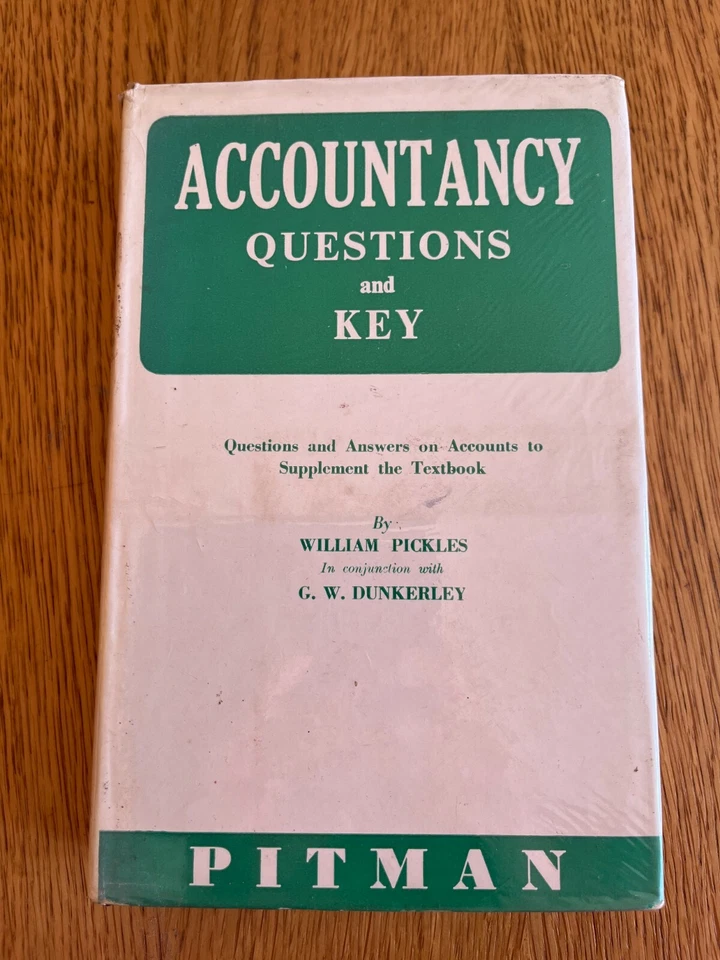 ACCOUNTANCY
QUESTIONS
and
KEY
Questions and Answers on Accounts to
Supplement the Textbook
By
WILLIAM PICKLES
In conjunction with
G. W. DUNKERLEY
PITMAN